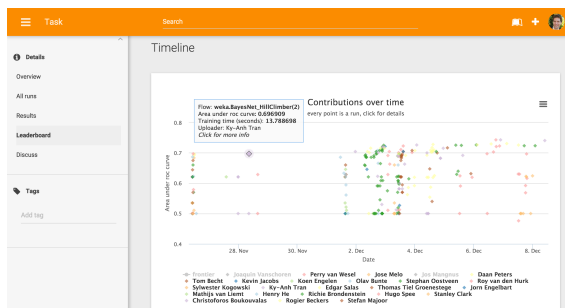 Task
Search
Details
Overview
All runs
Results
Leaderboard
Discuss
Tags
Add tag
Timeline
Contributions over time
every point is a run, click for details
Flow: weka.BayesNet_HillClimber(2)
Area under roc curve: 0.696909
Training time (seconds): 13.788698
Uploader: Ky-Anh Tran
Click for more info
Area under roc curve
0.8
0.7
0.6
0.5
0.4
28. Nov 30. Nov 2. Dec 4. Dec 6. Dec 8. Dec
Date
frontier Joaquin Vanschoren Perry van Wesel Jose Melo Joc Mangnus Daan Peters
Tom Becht Kevin Jacobs Koen Engelen Olav Bunte Stephan Oostveen Roy van den Hurk
Sylwester Kogowski Ky-Anh Tran Edgar Salas Thomas Tiel Groenestege Jorn Engelbart
Mathijs van Liemt Henry He Richie Brondenstein Hugo Spee Stanley Clark
Christoforos Boukouvalas Rogier Beckers Stefan Majoor